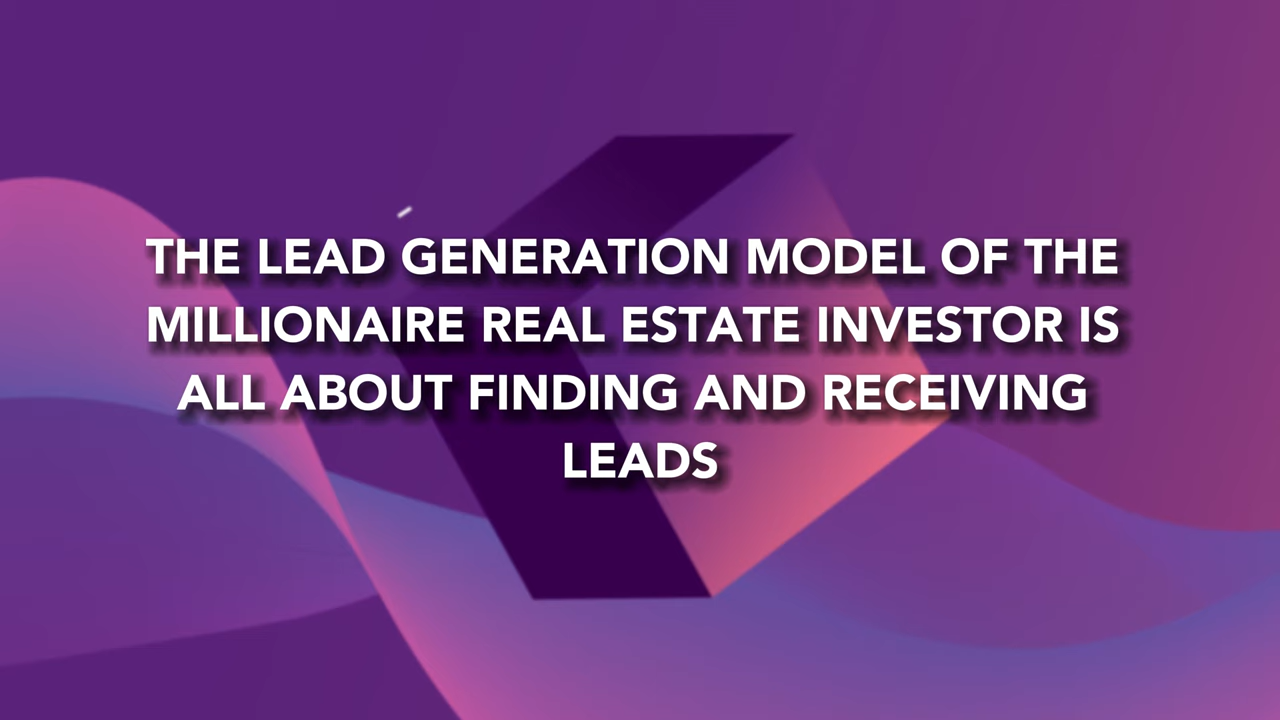 THE LEAD GENERATION MODEL OF THE
MILLIONAIRE REAL ESTATE INVESTOR IS
ALL ABOUT FINDING AND RECEIVING
LEADS